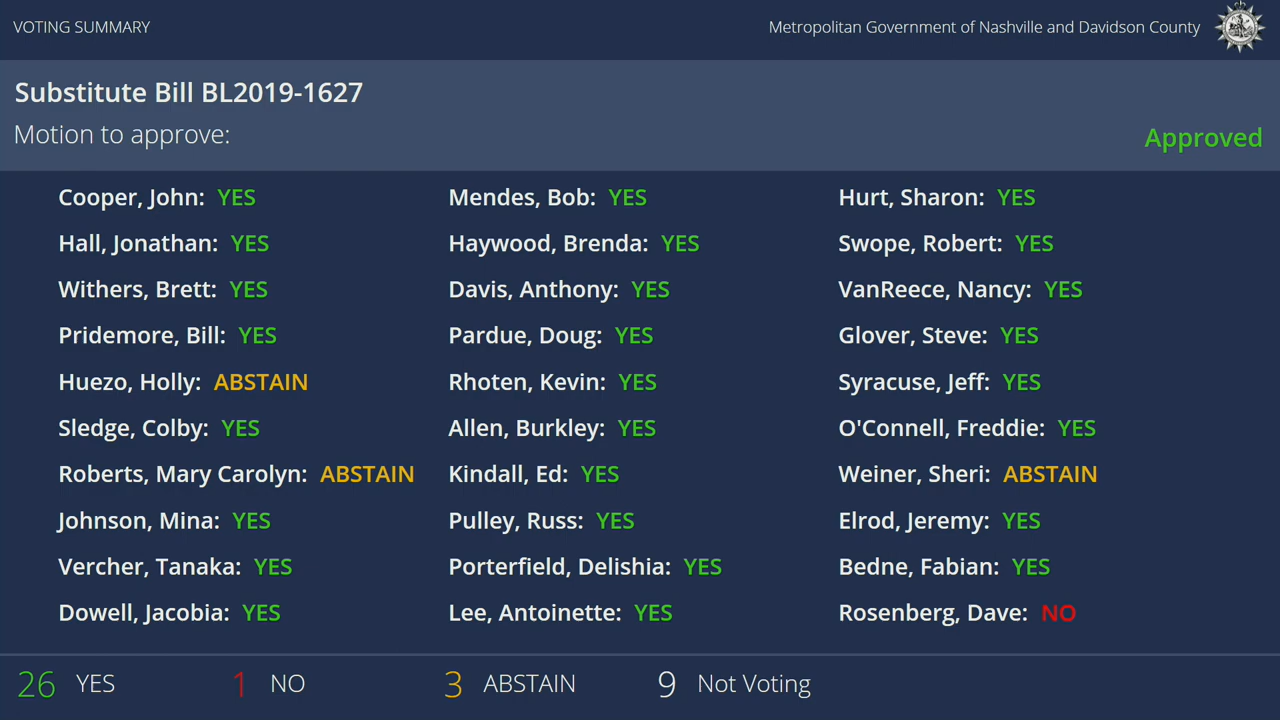 VOTING SUMMARY
Metropolitan Government of Nashville and Davidson County
Substitute Bill BL2019-1627
Motion to approve:
Approved
Cooper, John: YES Mendes, Bob: YES Hurt, Sharon: YES
Hall, Jonathan: YES Haywood, Brenda: YES Swope, Robert: YES
Withers, Brett: YES Davis, Anthony: YES VanReece, Nancy: YES
Pridemore, Bill: YES Pardue, Doug: YES Glover, Steve: YES
Huezo, Holly: ABSTAIN Rhoten, Kevin: YES Syracuse, Jeff: YES
Sledge, Colby: YES Allen, Burkley: YES O'Connell, Freddie: YES
Roberts, Mary Carolyn: ABSTAIN Kindall, Ed: YES Weiner, Sheri: ABSTAIN
Johnson, Mina: YES Pulley, Russ: YES Elrod, Jeremy: YES
Vercher, Tanaka: YES Porterfield, Delishia: YES Bedne, Fabian: YES
Dowell, Jacobia: YES Lee, Antoinette: YES Rosenberg, Dave: NO
26 YES 1 NO 3 ABSTAIN 9 Not Voting